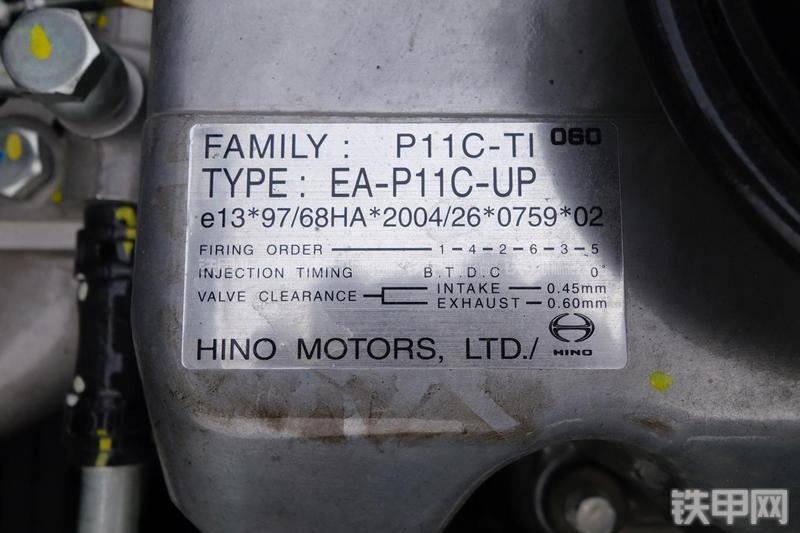 FAMILY : P11C-TI 060
TYPE : EA-P11C-UP
e13*97/68HA*2004/26*0759*02
FIRING ORDER 1-4-2-6-3-5
INJECTION TIMING B.T.D.C 0°
VALVE CLEARANCE INTAKE 0.45mm
EXHAUST 0.60mm
HINO MOTORS, LTD./ HINO
铁甲网